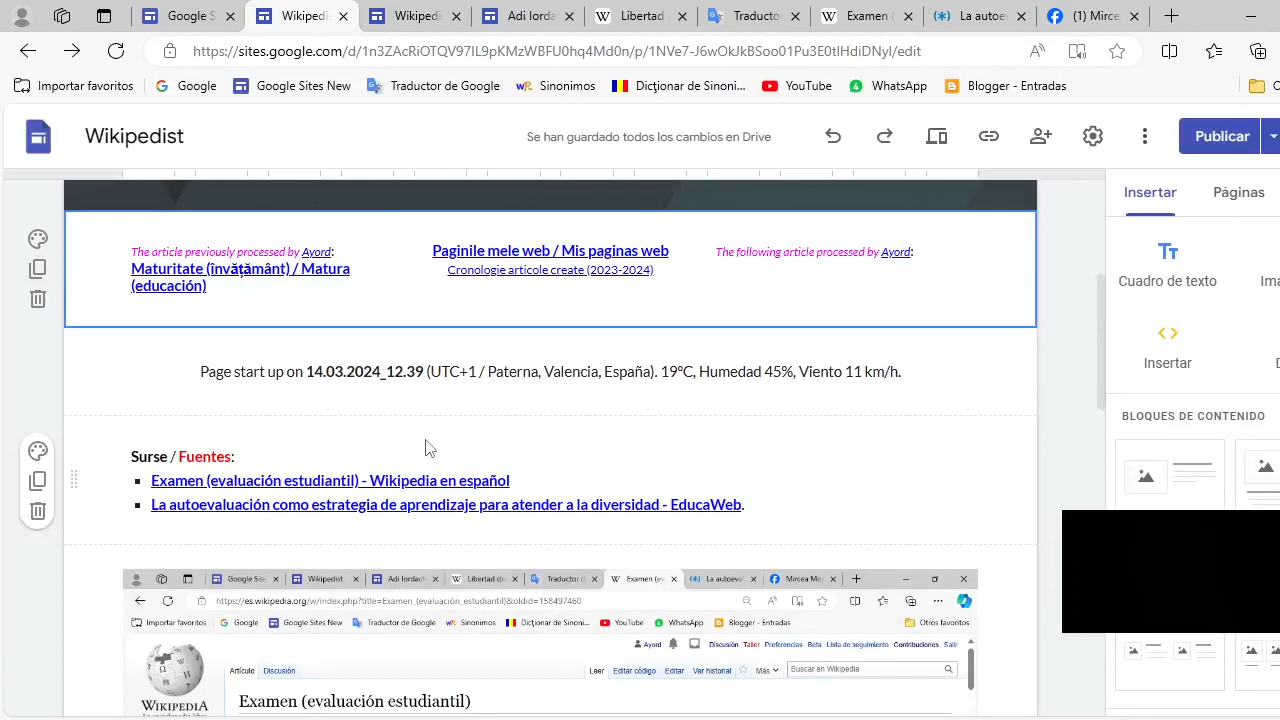 Google S
Wikipedis
Wikipedi
Adi Iorda
Libertad
Traductor
Examen (
La autoe
(1) Mirce
https://sites.google.com/d/1n3ZAcRiOTQV97IL9pKMzWBFU0hq4Md0n/p/1NVe7-J6wOkJkBSoo01Pu3E0tlHdiDNyl/edit
Importar favoritos
Google
Google Sites New
Traductor de Google
Sinonimos
Dicţionar de Sinoni...
YouTube
WhatsApp
Blogger - Entradas
Wikipedist
Se han guardado todos los cambios en Drive
Publicar
Insertar
Páginas
The article previously processed by Ayord:
Maturitate (învăţământ) / Matura
(educación)
Paginile mele web / Mis paginas web
Cronologie articole create (2023-2024)
The following article processed by Ayord:
Cuadro de texto
Insertar
BLOQUES DE CONTENIDO
Page start up on 14.03.2024_12.39 (UTC+1 / Paterna, Valencia, España). 19ºC, Humedad 45%, Viento 11 km/h.
Surse / Fuentes:
Examen (evaluación estudiantil) - Wikipedia en español
La autoevaluación como estrategia de aprendizaje para atender a la diversidad - EducaWeb.
Google Site
Wikipedist
Adi Iordach
Libertad de
Traductor d
Examen (ev
La autoeval
Mircea Mo
https://es.wikipedia.org/w/index.php?title=Examen_(evaluación_estudiantil)&oldid=158497460
Importar favoritos
Google
Google Sites New
Traductor de Google
Sinonimos
Dicţionar de Sinoni...
YouTube
WhatsApp
Blogger - Entradas
Otros favoritos
Ayord
Discusión
Taller
Preferencias
Beta
Lista de seguimiento
Contribuciones
Salir
Artículo
Discusión
Leer
Editar código
Editar
Ver historial
Más
Buscar en Wikipedia
WIKIPEDIA
Examen (evaluación estudiantil)